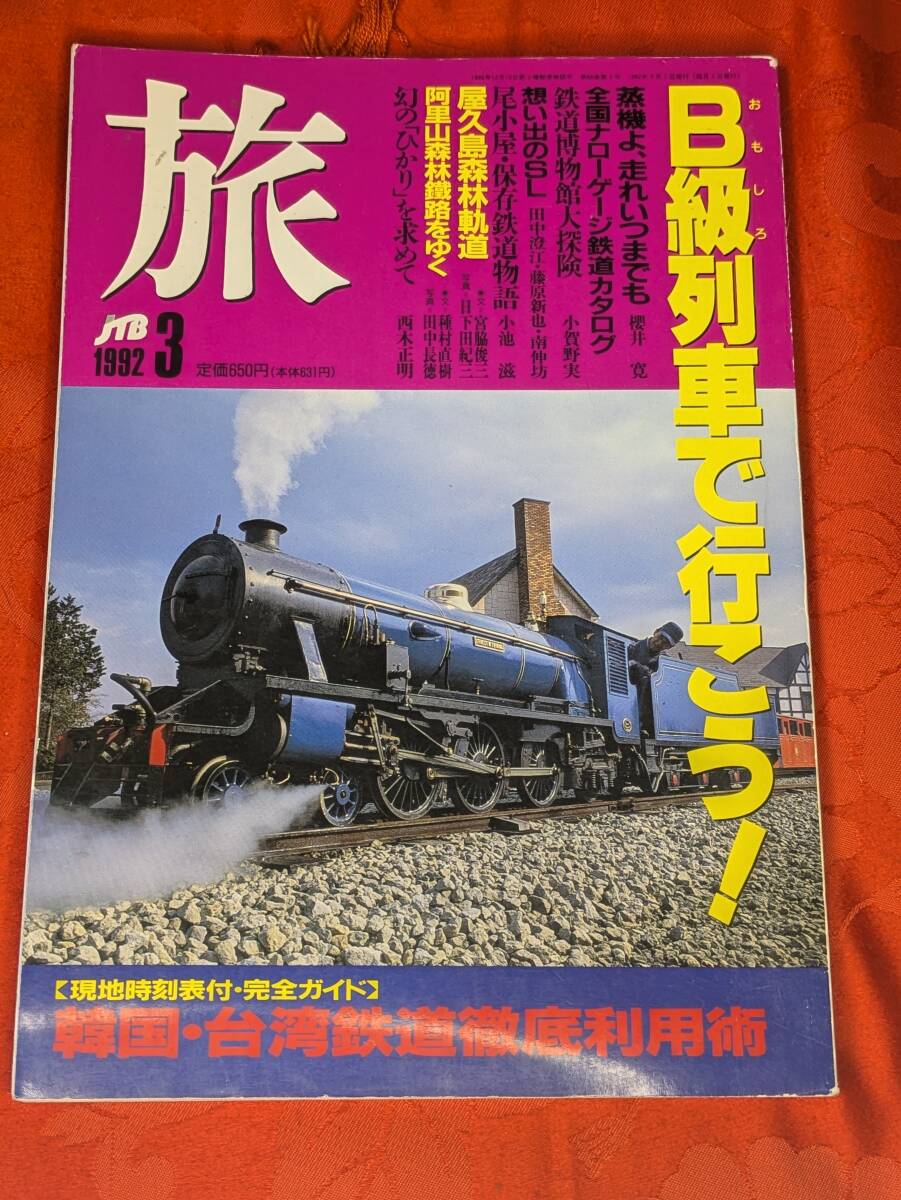 旅
JTB
1992 3
定価650円(本体631円)
おもしろ
B級列車で行こう!
蒸機よ、走れいつまでも 櫻井 寛
全国ナローゲージ鉄道カタログ
鉄道博物館大探険 小賀野実
想い出のSL 田中澄江・藤原新也・南伸坊
尾小屋・保存鉄道物語 小池 滋
屋久島森林軌道 ●文 宮脇俊三 写真 日下田紀三
阿里山森林鐵路をゆく ●文 種村直樹 写真 田中長徳
幻の「ひかり」を求めて 西木正明
【現地時刻表付・完全ガイド】
韓国・台湾鉄道徹底利用術